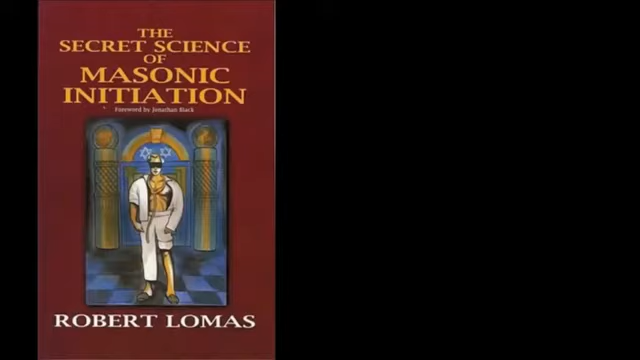 THE
SECRET SCIENCE
OF
MASONIC
INITIATION
Foreword by Jonathan Black
ROBERT LOMAS